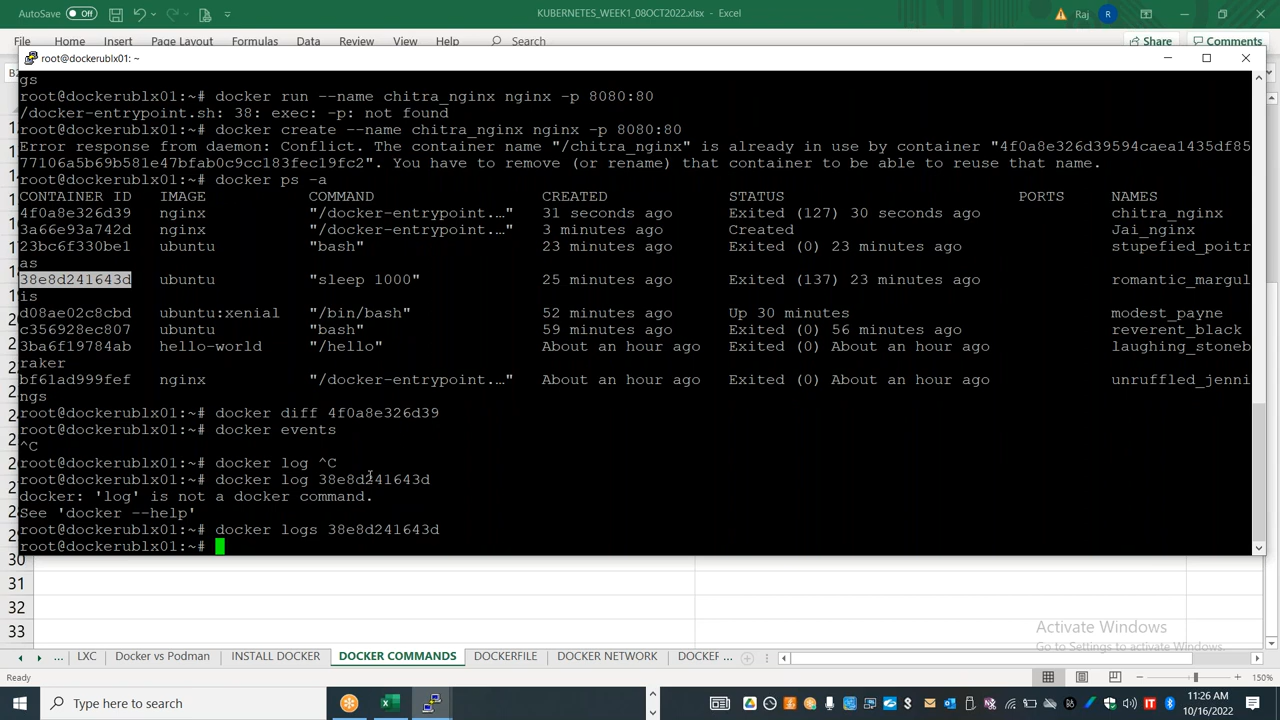 AutoSave Off KUBERNETES_WEEK1_08OCT2022.xlsx - Excel Raj R
File Home Insert Page Layout Formulas Data Review View Help Search Share Comments
root@dockerublx01: ~
gs
root@dockerublx01:~# docker run --name chitra_nginx nginx -p 8080:80
/docker-entrypoint.sh: 38: exec: -p: not found
root@dockerublx01:~# docker create --name chitra_nginx nginx -p 8080:80
Error response from daemon: Conflict. The container name "/chitra_nginx" is already in use by container "4f0a8e326d39594caea1435df85
77106a5b69b581e47bfab0c9cc183fec19fc2". You have to remove (or rename) that container to be able to reuse that name.
root@dockerublx01:~# docker ps -a
CONTAINER ID IMAGE COMMAND CREATED STATUS PORTS NAMES
4f0a8e326d39 nginx "/docker-entrypoint.…" 31 seconds ago Exited (127) 30 seconds ago chitra_nginx
3a66e93a742d nginx "/docker-entrypoint.…" 3 minutes ago Created Jai_nginx
23bc6f330be1 ubuntu "bash" 23 minutes ago Exited (0) 23 minutes ago stupefied_poitr
as
38e8d241643d ubuntu "sleep 1000" 25 minutes ago Exited (137) 23 minutes ago romantic_margul
is
d08ae02c8cbd ubuntu:xenial "/bin/bash" 52 minutes ago Up 30 minutes modest_payne
c356928ec807 ubuntu "bash" 59 minutes ago Exited (0) 56 minutes ago reverent_black
3ba6f19784ab hello-world "/hello" About an hour ago Exited (0) About an hour ago laughing_stoneb
raker
bf61ad999fef nginx "/docker-entrypoint.…" About an hour ago Exited (0) About an hour ago unruffled_jenni
ngs
root@dockerublx01:~# docker diff 4f0a8e326d39
root@dockerublx01:~# docker events
^C
root@dockerublx01:~# docker log ^C
root@dockerublx01:~# docker log 38e8d241643d
docker: 'log' is not a docker command.
See 'docker --help'
root@dockerublx01:~# docker logs 38e8d241643d
root@dockerublx01:~#
30
31
32
33
Activate Windows
Go to Settings to activate Windows.
... LXC Docker vs Podman INSTALL DOCKER DOCKER COMMANDS DOCKERFILE DOCKER NETWORK DOCKER ...
Ready 150%
Type here to search
11:26 AM
10/16/2022